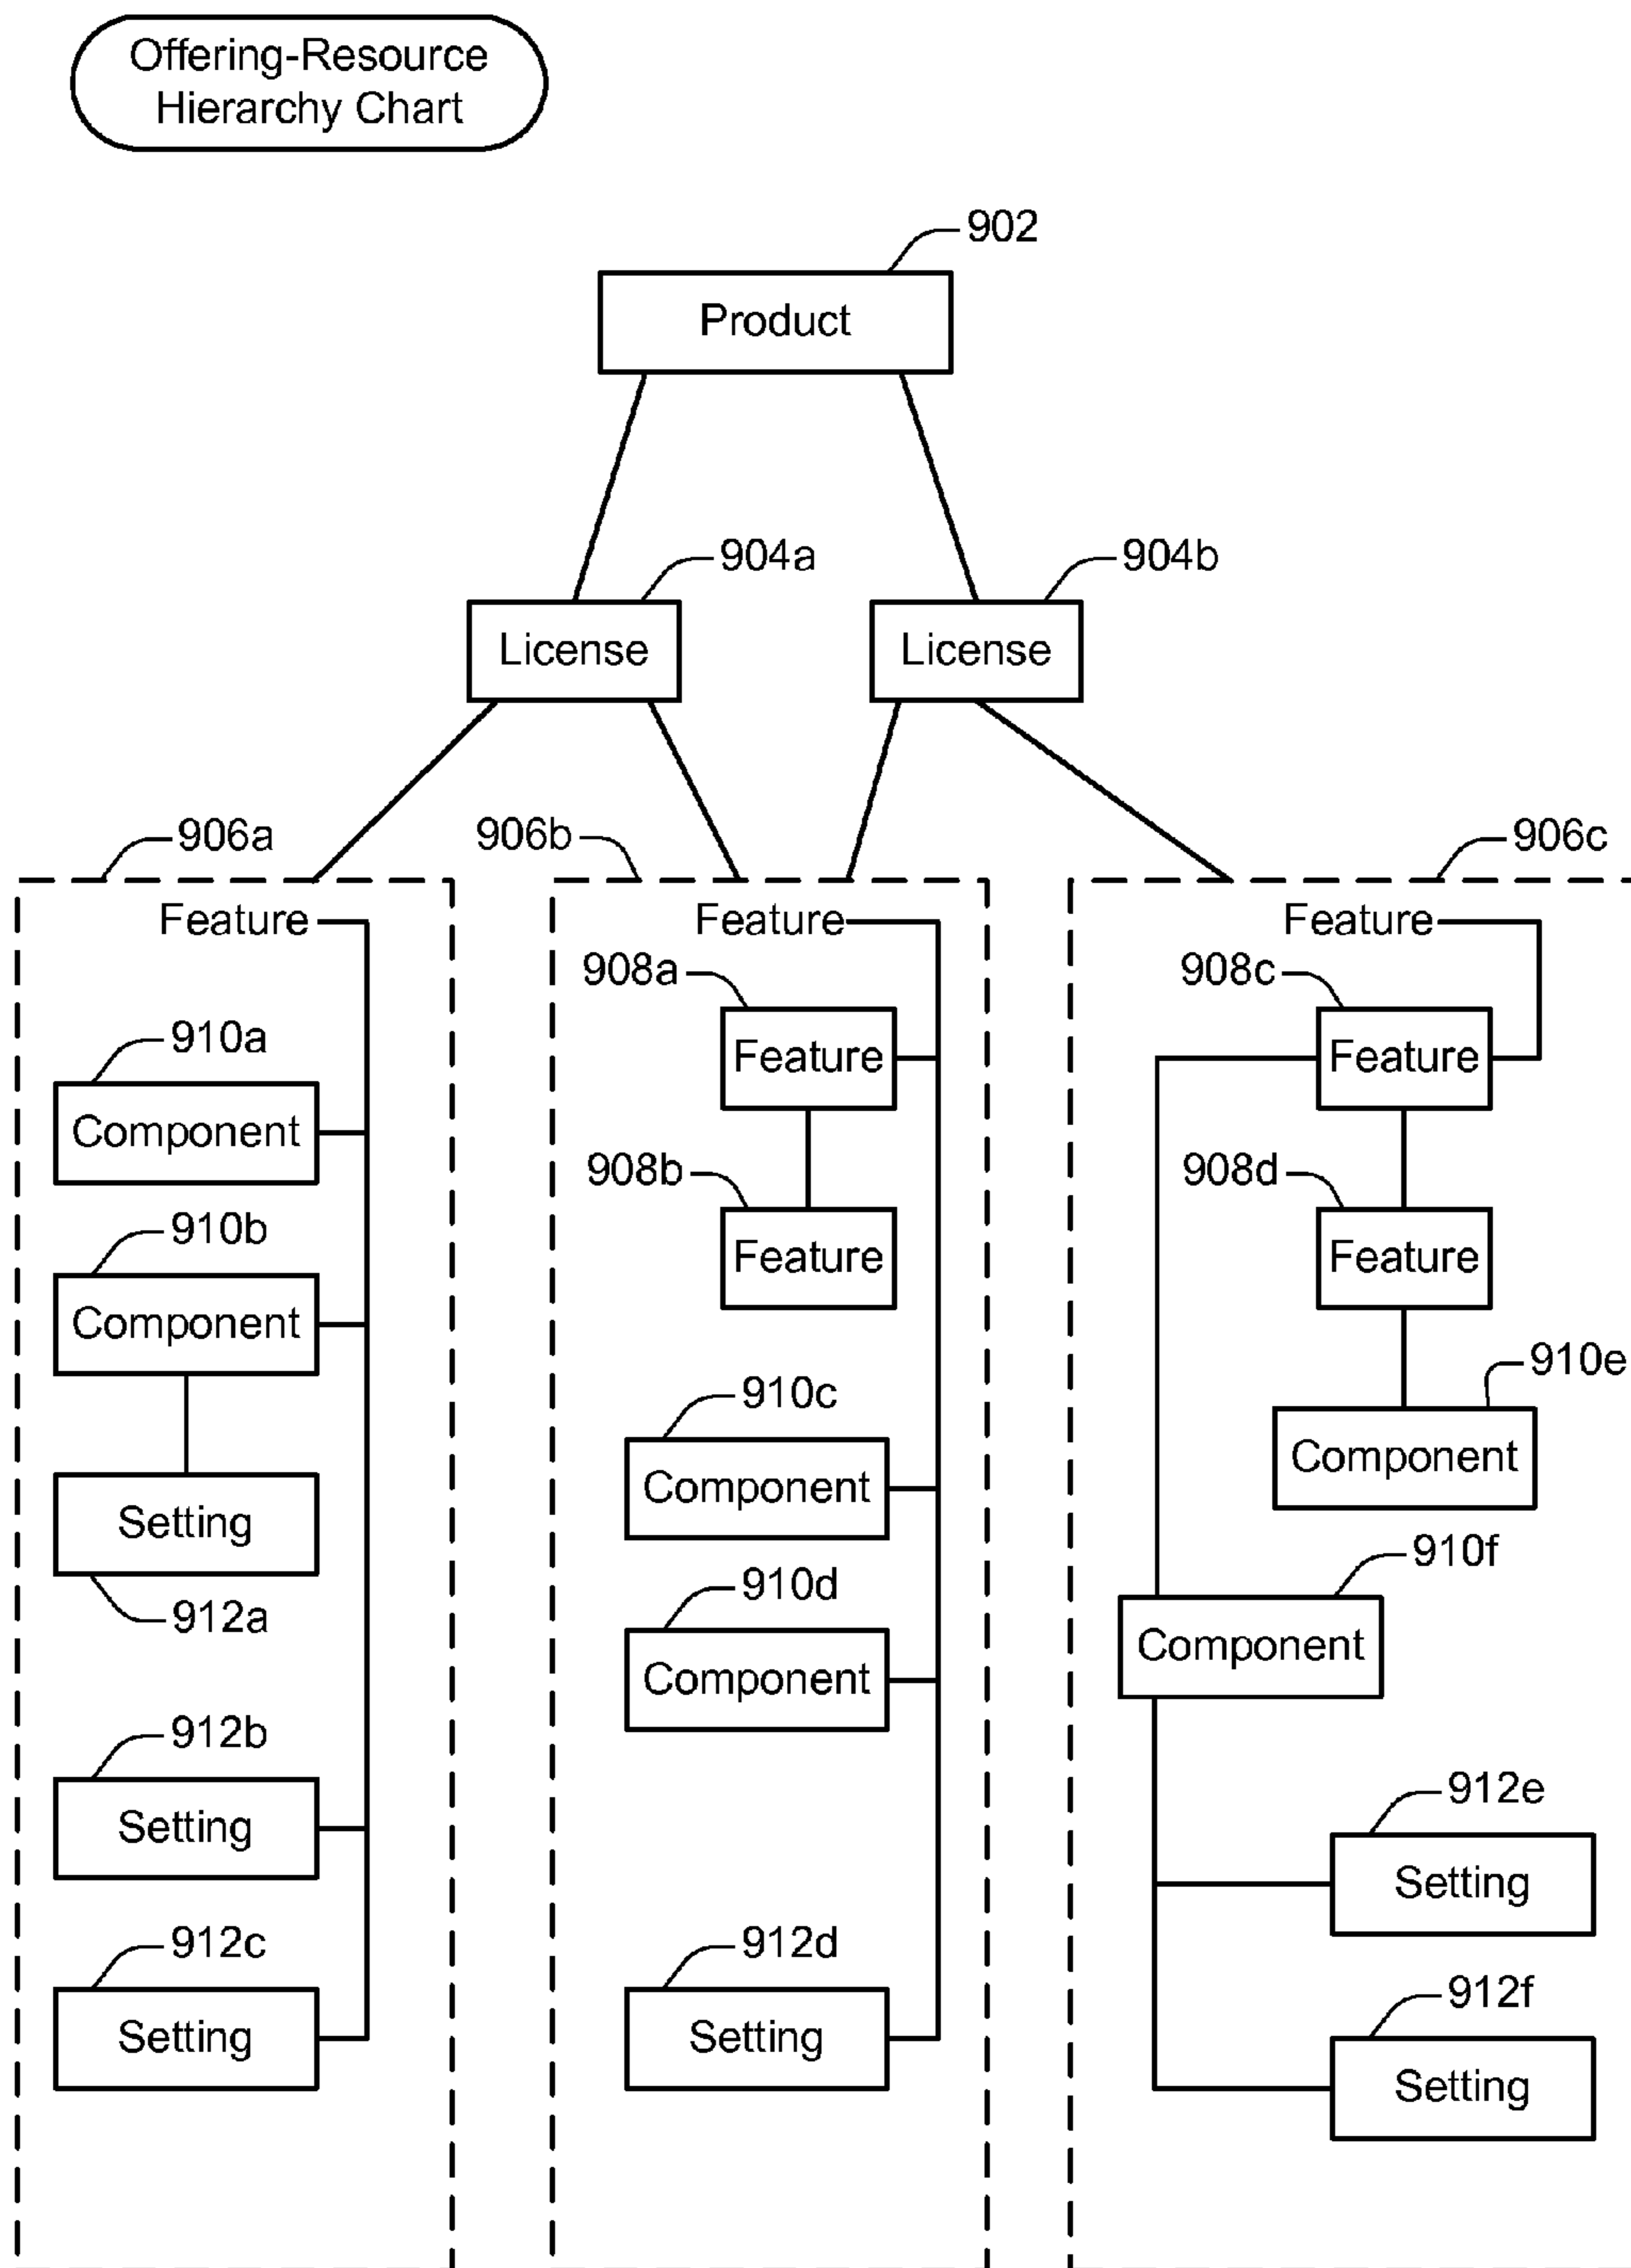 Offering-Resource
Hierarchy Chart
902
Product
904a
904b
License
License
906a
906b
906c
Feature
Feature
Feature
908a
908c
910a
Feature
Feature
Component
908b
908d
910b
Feature
Feature
Component
910e
910c
Component
Component
Setting
910f
910d
912a
Component
Component
912b
912e
Setting
Setting
912c
912d
912f
Setting
Setting
Setting